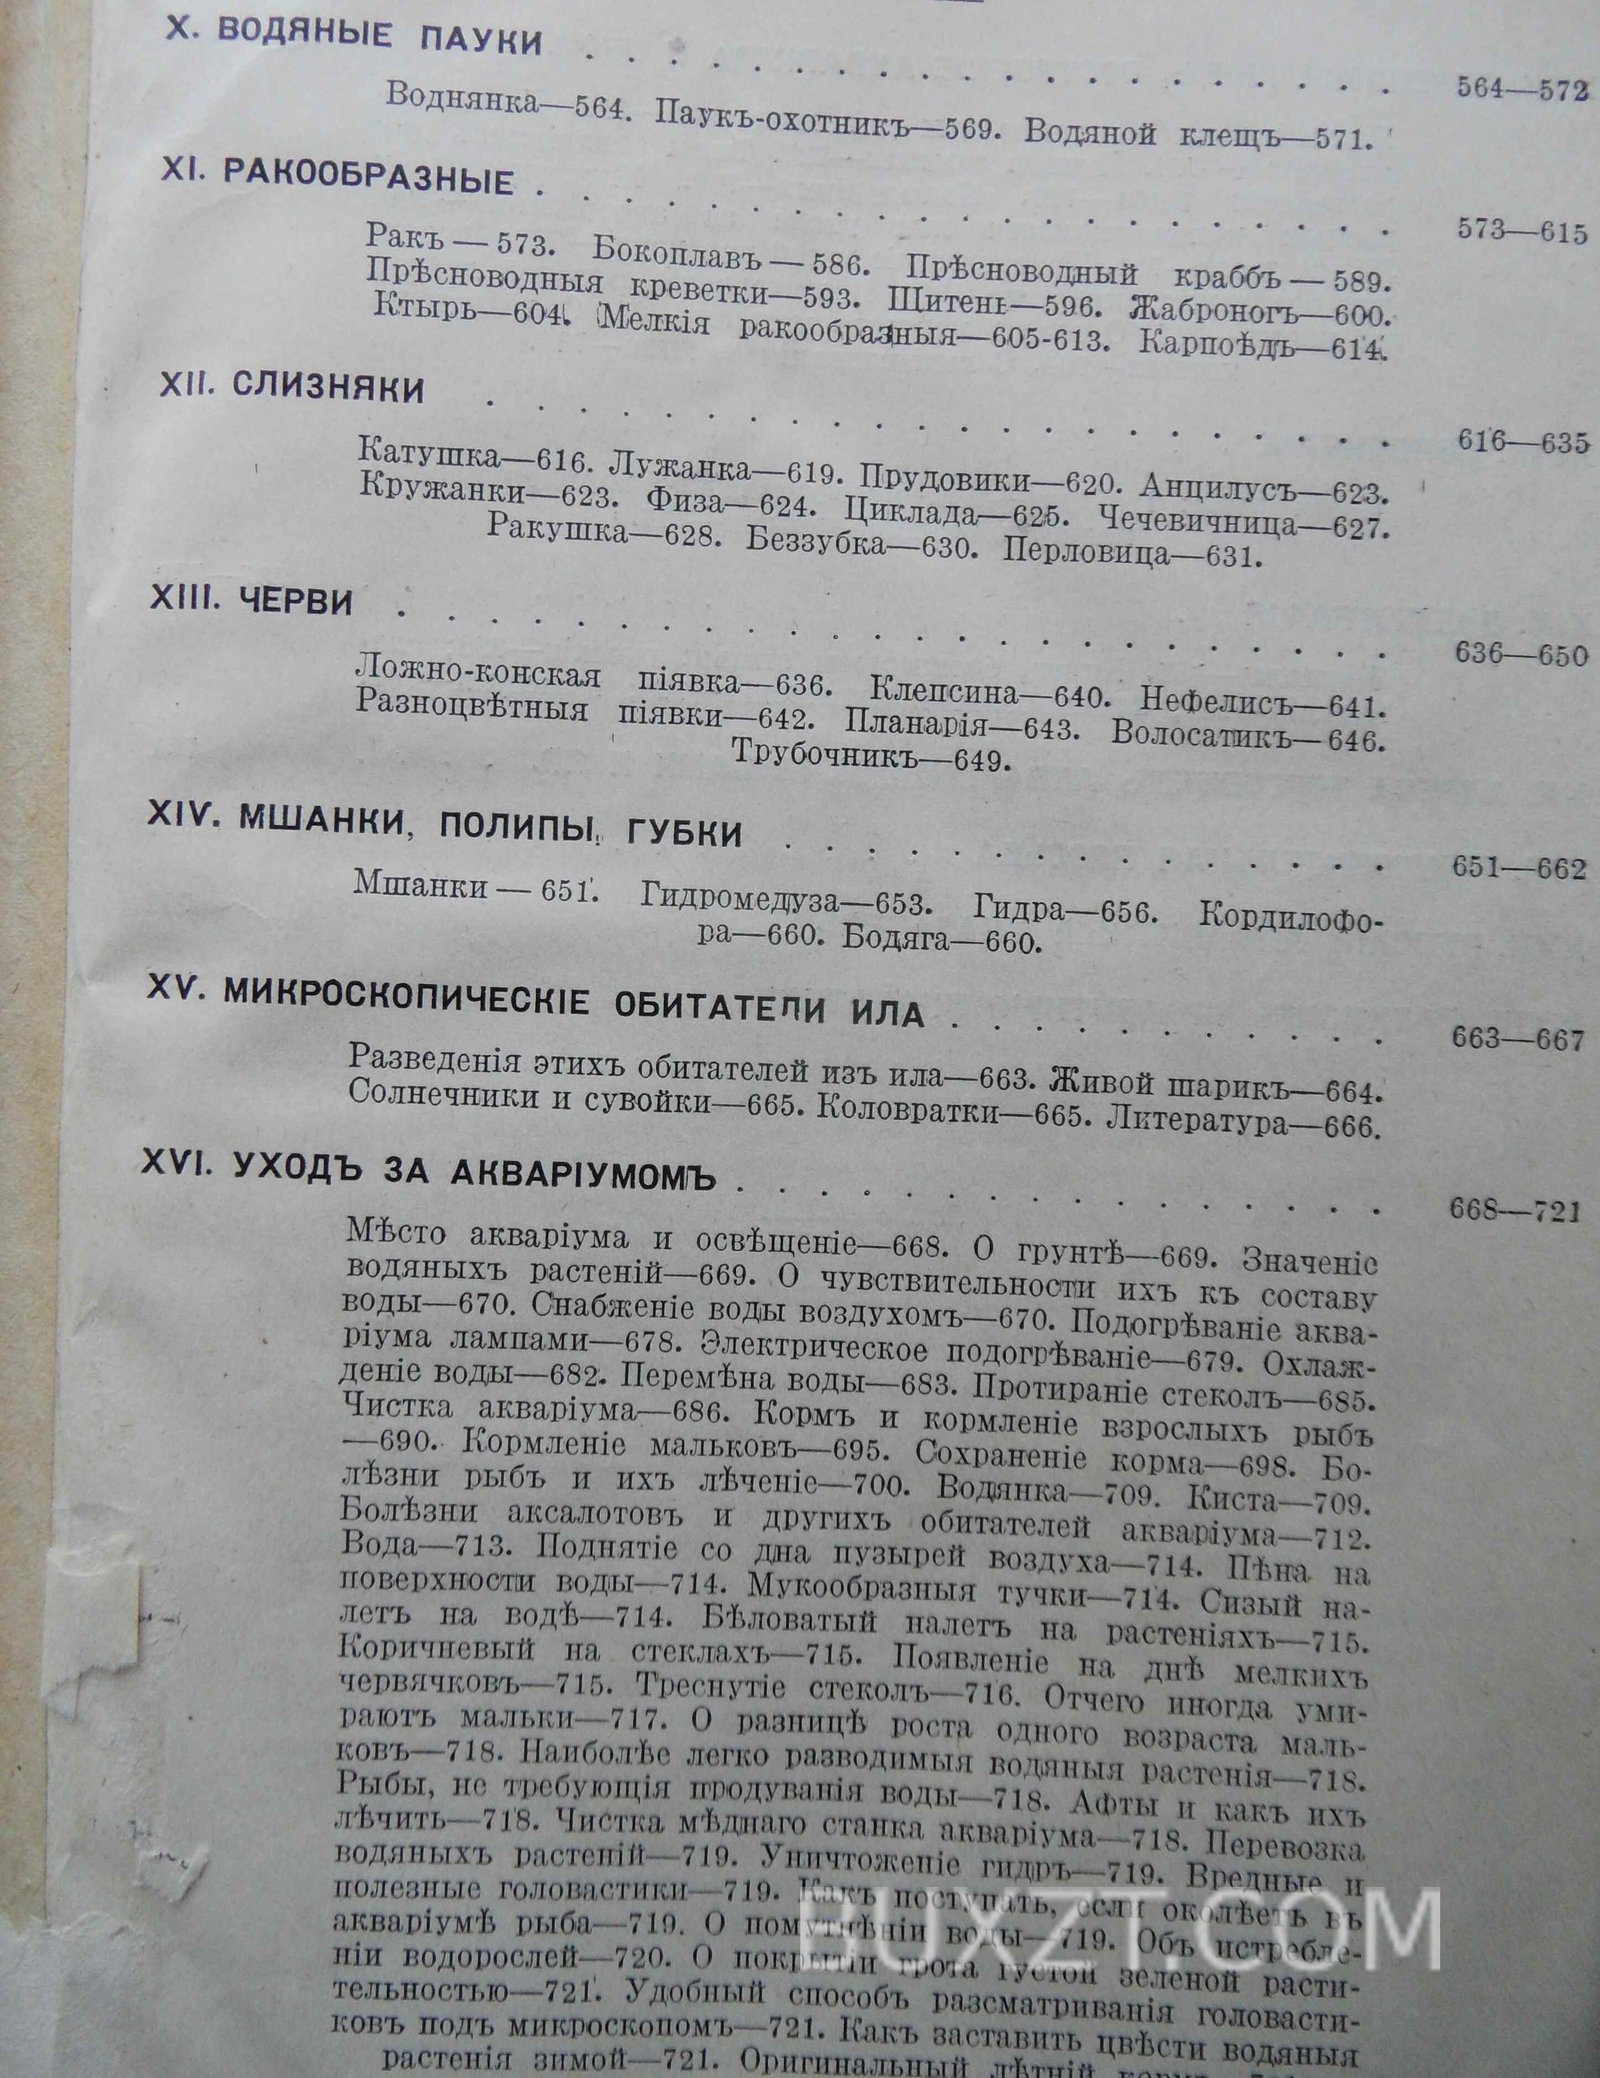 X. ВОДЯНЫЕ ПАУКИ . . . . . . . . . . . . . . . . . . . 564—572
Воднянка—564. Паукъ-охотникъ—569. Водяной клещъ—571.
XI. РАКООБРАЗНЫЕ . . . . . . . . . . . . . . . . . . . . 573—615
Ракъ — 573. Бокоплавъ — 586. Прѣсноводный краббъ — 589.
Прѣсноводныя креветки—593. Щитень—596. Жаброногъ—600.
Ктырь—604. Мелкія ракообразныя—605-613. Карпоѣдъ—614.
XII. СЛИЗНЯКИ . . . . . . . . . . . . . . . . . . . . . 616—635
Катушка—616. Лужанка—619. Прудовики—620. Анцилусъ—623.
Кружанки—623. Физа—624. Циклада—625. Чечевичница—627.
Ракушка—628. Беззубка—630. Перловица—631.
XIII. ЧЕРВИ . . . . . . . . . . . . . . . . . . . . . . . 636—650
Ложно-конская піявка—636. Клепсина—640. Нефелисъ—641.
Разноцвѣтныя піявки—642. Планарія—643. Волосатикъ—646.
Трубочникъ—649.
XIV. МШАНКИ, ПОЛИПЫ, ГУБКИ . . . . . . . . . . . . . . 651—662
Мшанки — 651. Гидромедуза—653. Гидра—656. Кордилофо-
ра—660. Бодяга—660.
XV. МИКРОСКОПИЧЕСКІЕ ОБИТАТЕЛИ ИЛА . . . . . . . . . . . 663—667
Разведенія этихъ обитателей изъ ила—663. Живой шарикъ—664.
Солнечники и сувойки—665. Коловратки—665. Литература—666.
XVI. УХОДЪ ЗА АКВАРІУМОМЪ . . . . . . . . . . . . . . . . 668—721
Мѣсто акваріума и освѣщеніе—668. О грунтѣ—669. Значеніе
водяныхъ растеній—669. О чувствительности ихъ къ составу
воды—670. Снабженіе воды воздухомъ—670. Подогрѣваніе аква-
ріума лампами—678. Электрическое подогрѣваніе—679. Охлаж-
деніе воды—682. Перемѣна воды—683. Протираніе стеколъ—685.
Чистка акваріума—686. Кормъ и кормленіе взрослыхъ рыбъ
—690. Кормленіе мальковъ—695. Сохраненіе корма—698. Бо-
лѣзни рыбъ и ихъ лѣченіе—700. Водянка—709. Киста—709.
Болѣзни аксалотовъ и другихъ обитателей акваріума—712.
Вода—713. Поднятіе со дна пузырей воздуха—714. Пѣна на
поверхности воды—714. Мукообразныя тучки—714. Сизый на-
летъ на водѣ—714. Бѣловатый налетъ на растеніяхъ—715.
Коричневый на стеклахъ—715. Появленіе на днѣ мелкихъ
червячковъ—715. Треснутіе стеколъ—716. Отчего иногда уми-
раютъ мальки—717. О разницѣ роста одного возраста маль-
ковъ—718. Наиболѣе легко разводимыя водяныя растенія—718.
Рыбы, не требующія продуванія воды—718. Афты и какъ ихъ
лѣчить—718. Чистка мѣднаго станка акваріума—718. Перевозка
водяныхъ растеній—719. Уничтоженіе гидръ—719. Вредные и
полезные головастики—719. Какъ поступать, если околѣетъ въ
акваріумѣ рыба—719. О помутнѣніи воды—719. Объ истребле-
ніи водорослей—720. О покрытіи грота густой зеленой расти-
тельностью—721. Удобный способъ разсматриванія головасти-
ковъ подъ микроскопомъ—721. Какъ заставить цвѣсти водяныя
растенія зимой—721. Оригинальный лѣтній